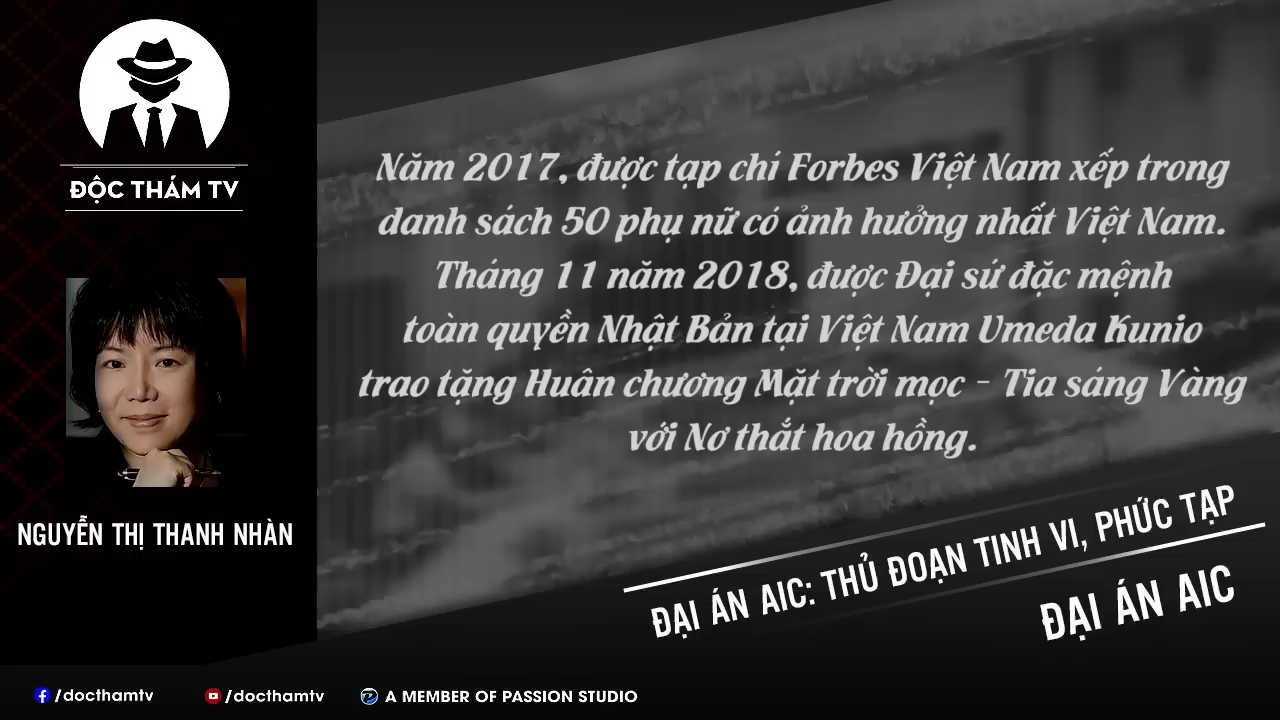 ĐỘC THÁM TV
NGUYỄN THỊ THANH NHÀN
Năm 2017, được tạp chí Forbes Việt Nam xếp trong
danh sách 50 phụ nữ có ảnh hưởng nhất Việt Nam.
Tháng 11 năm 2018, được Đại sứ đặc mệnh
toàn quyền Nhật Bản tại Việt Nam Umeda Kunio
trao tặng Huân chương Mặt trời mọc - Tia sáng Vàng
với Nơ thắt hoa hồng.
ĐẠI ÁN AIC: THỦ ĐOẠN TINH VI, PHỨC TẠP
ĐẠI ÁN AIC
/docthamtv
/docthamtv
A MEMBER OF PASSION STUDIO